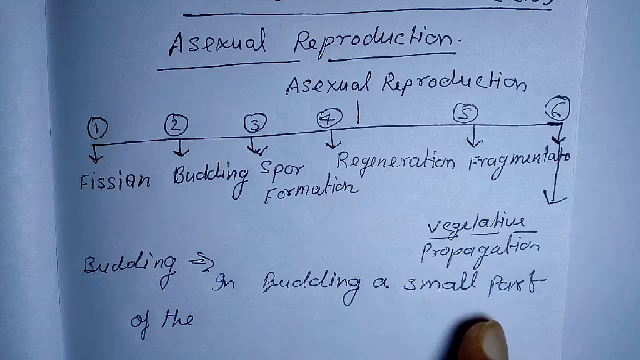 Asexual Reproduction.
Asexual Reproduction
1 2 3 4 5 6
Fission Budding Spor Regeneration Fragmentato
Formation
Vegelative
Propagation
Budding ⇒ In Budding a small part
of the